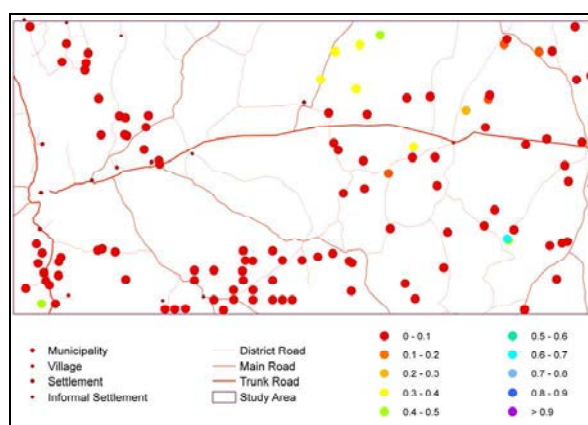 Municipality
Village
Settlement
Informal Settlement
District Road
Main Road
Trunk Road
Study Area
0 - 0.1
0.1 - 0.2
0.2 - 0.3
0.3 - 0.4
0.4 - 0.5
0.5 - 0.6
0.6 - 0.7
0.7 - 0.8
0.8 - 0.9
> 0.9